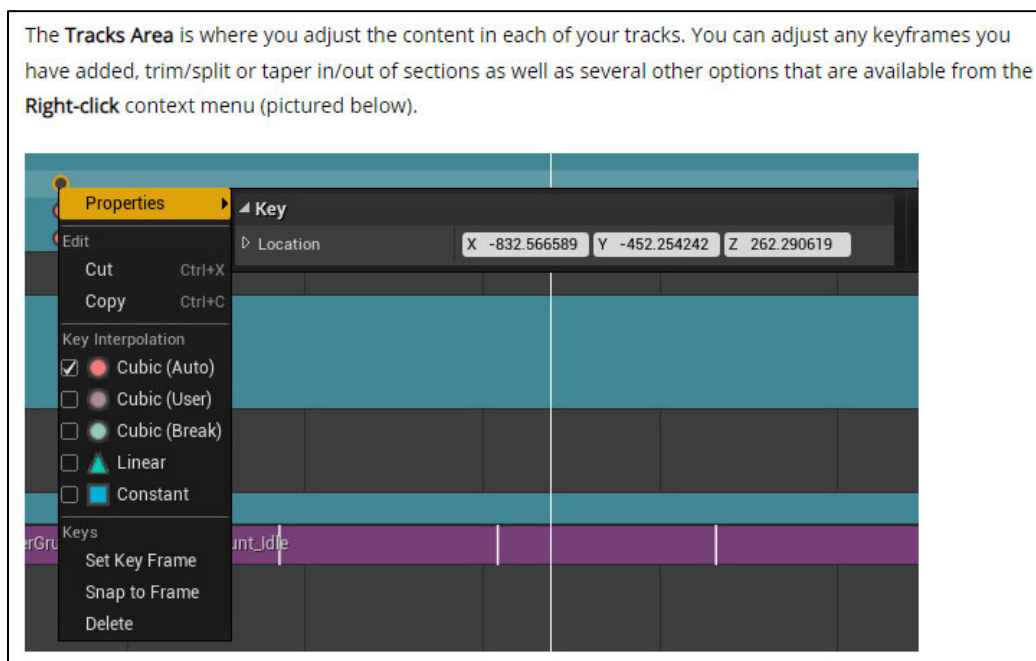 The Tracks Area is where you adjust the content in each of your tracks. You can adjust any keyframes you
have added, trim/split or taper in/out of sections as well as several other options that are available from the
Right-click context menu (pictured below).
Properties
Key
Edit
Location X -832.566589 Y -452.254242 Z 262.290619
Cut Ctrl+X
Copy Ctrl+C
Key Interpolation
Cubic (Auto)
Cubic (User)
Cubic (Break)
Linear
Constant
Keys
erGru unt_Idle
Set Key Frame
Snap to Frame
Delete